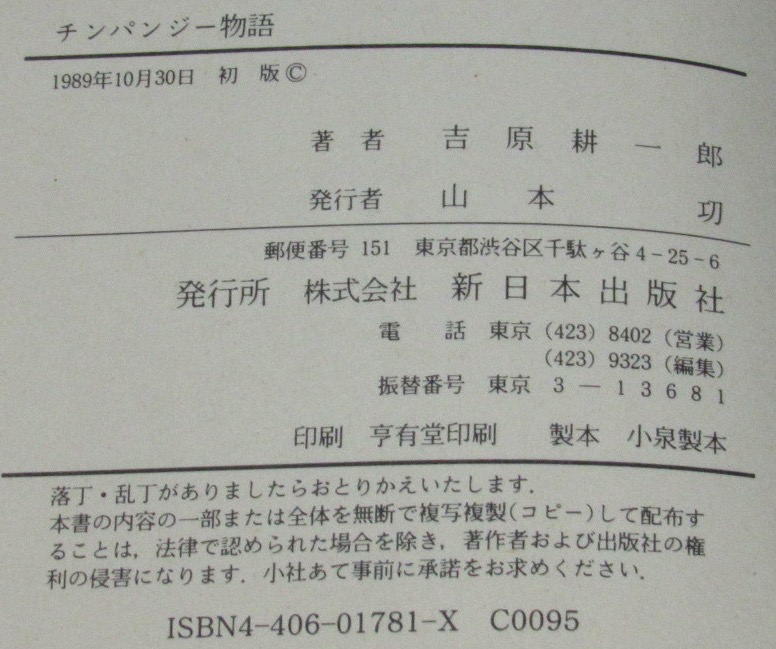 チンパンジー物語
1989年10月30日 初 版 ©
著 者 吉 原 耕 一 郎
発行者 山 本 㓛
郵便番号 151 東京都渋谷区千駄ヶ谷 4-25-6
発行所 株式会社 新日本出版社
電 話 東京 (423) 8402 (営業)
(423) 9323 (編集)
振替番号 東京 3-13681
印刷 亨有堂印刷 製本 小泉製本
落丁・乱丁がありましたらおとりかえいたします.
本書の内容の一部または全体を無断で複写複製(コピー)して配布す
ることは, 法律で認められた場合を除き, 著作者および出版社の権
利の侵害になります. 小社あて事前に承諾をお求めください.
ISBN4-406-01781-X C0095